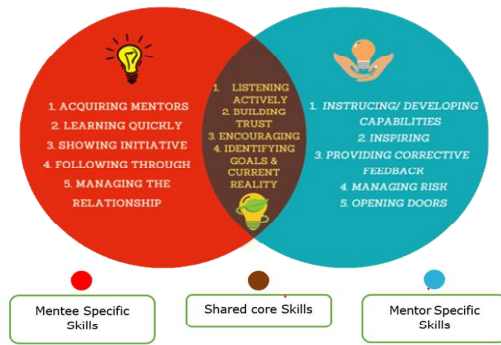 1. ACQUIRING MENTORS
2. LEARNING QUICKLY
3. SHOWING INITIATIVE
4. FOLLOWING THROUGH
5. MANAGING THE
RELATIONSHIP
1. LISTENING
ACTIVELY
2. BUILDING
TRUST
3. ENCOURAGING
4. IDENTIFYING
GOALS &
CURRENT
REALITY
1. INSTRUCING/ DEVELOPING
CAPABILITIES
2. INSPIRING
3. PROVIDING CORRECTIVE
FEEDBACK
4. MANAGING RISK
5. OPENING DOORS
Mentee Specific
Skills
Shared core Skills
Mentor Specific
Skills